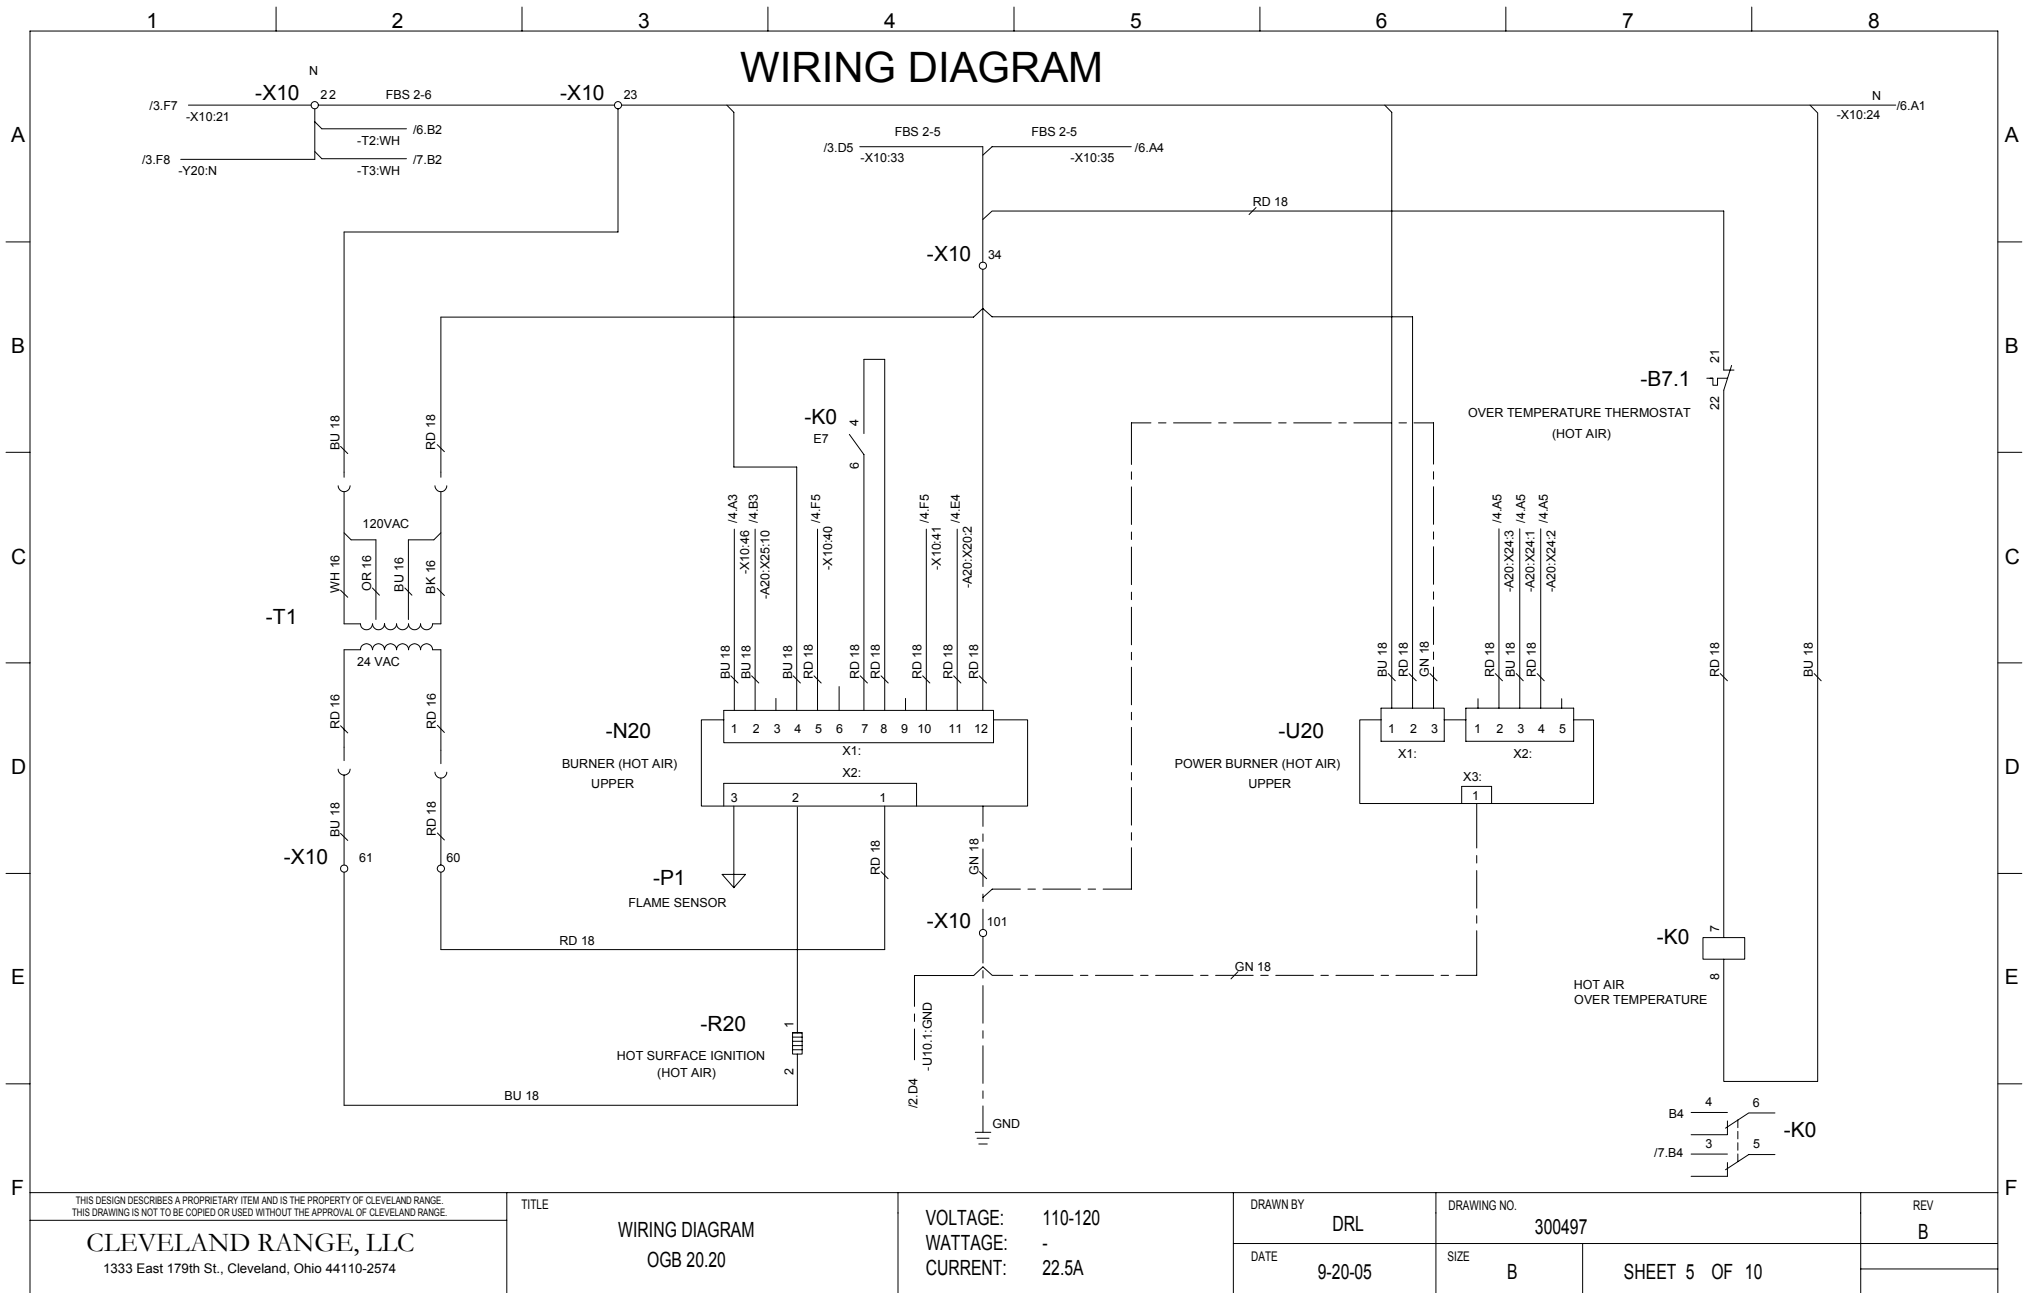 1 2 3 4 5 6 7 8
WIRING DIAGRAM
A
N
/3.F7
-X10:21
-X10 22
FBS 2-6
-X10 23
/6.B2
-T2:WH
/3.F8
-Y20:N
/7.B2
-T3:WH
FBS 2-5
FBS 2-5
/3.D5
-X10:33
-X10:35
/6.A4
N
-X10:24
/6.A1
A
RD 18
-X10 34
B
B
-K0
E7
4
6
21
-B7.1
22
OVER TEMPERATURE THERMOSTAT
(HOT AIR)
BU 18
RD 18
C
C
120VAC
WH 16
OR 16
BU 16
BK 16
-T1
24 VAC
/4.A3
-X10:46
/4.B3
-A20:X25:10
/4.F5
-X10:40
/4.F5
-X10:41
/4.E4
-A20:X20:2
/4.A5
-A20:X24:3
/4.A5
-A20:X24:1
/4.A5
-A20:X24:2
BU 18
BU 18
BU 18
RD 18
RD 18
RD 18
RD 18
RD 18
RD 18
BU 18
RD 18
GN 18
RD 18
BU 18
RD 18
RD 18
BU 18
D
D
RD 16
RD 16
-N20
BURNER (HOT AIR)
UPPER
1 2 3 4 5 6 7 8 9 10 11 12
X1:
X2:
3 2 1
-U20
POWER BURNER (HOT AIR)
UPPER
1 2 3
X1:
1 2 3 4 5
X2:
X3:
1
BU 18
RD 18
-X10 61
60
-P1
FLAME SENSOR
RD 18
GN 18
-X10 101
RD 18
E
E
-K0
7
8
HOT AIR
OVER TEMPERATURE
GN 18
-U10.1:GND
/2.D4
-R20
1
2
HOT SURFACE IGNITION
(HOT AIR)
BU 18
GND
B4
4
6
-K0
/7.B4
3
5
F
F
THIS DESIGN DESCRIBES A PROPRIETARY ITEM AND IS THE PROPERTY OF CLEVELAND RANGE.
THIS DRAWING IS NOT TO BE COPIED OR USED WITHOUT THE APPROVAL OF CLEVELAND RANGE.
CLEVELAND RANGE, LLC
1333 East 179th St., Cleveland, Ohio 44110-2574
TITLE
WIRING DIAGRAM
OGB 20.20
VOLTAGE: 110-120
WATTAGE: -
CURRENT: 22.5A
DRAWN BY
DRL
DATE
9-20-05
DRAWING NO.
300497
SIZE
B
SHEET 5 OF 10
REV
B